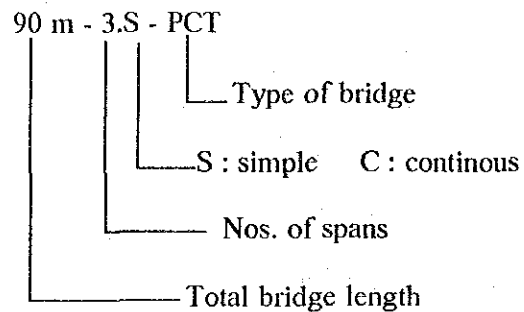 90 m - 3.S - PCT
Type of bridge
S : simple C : continous
Nos. of spans
Total bridge length